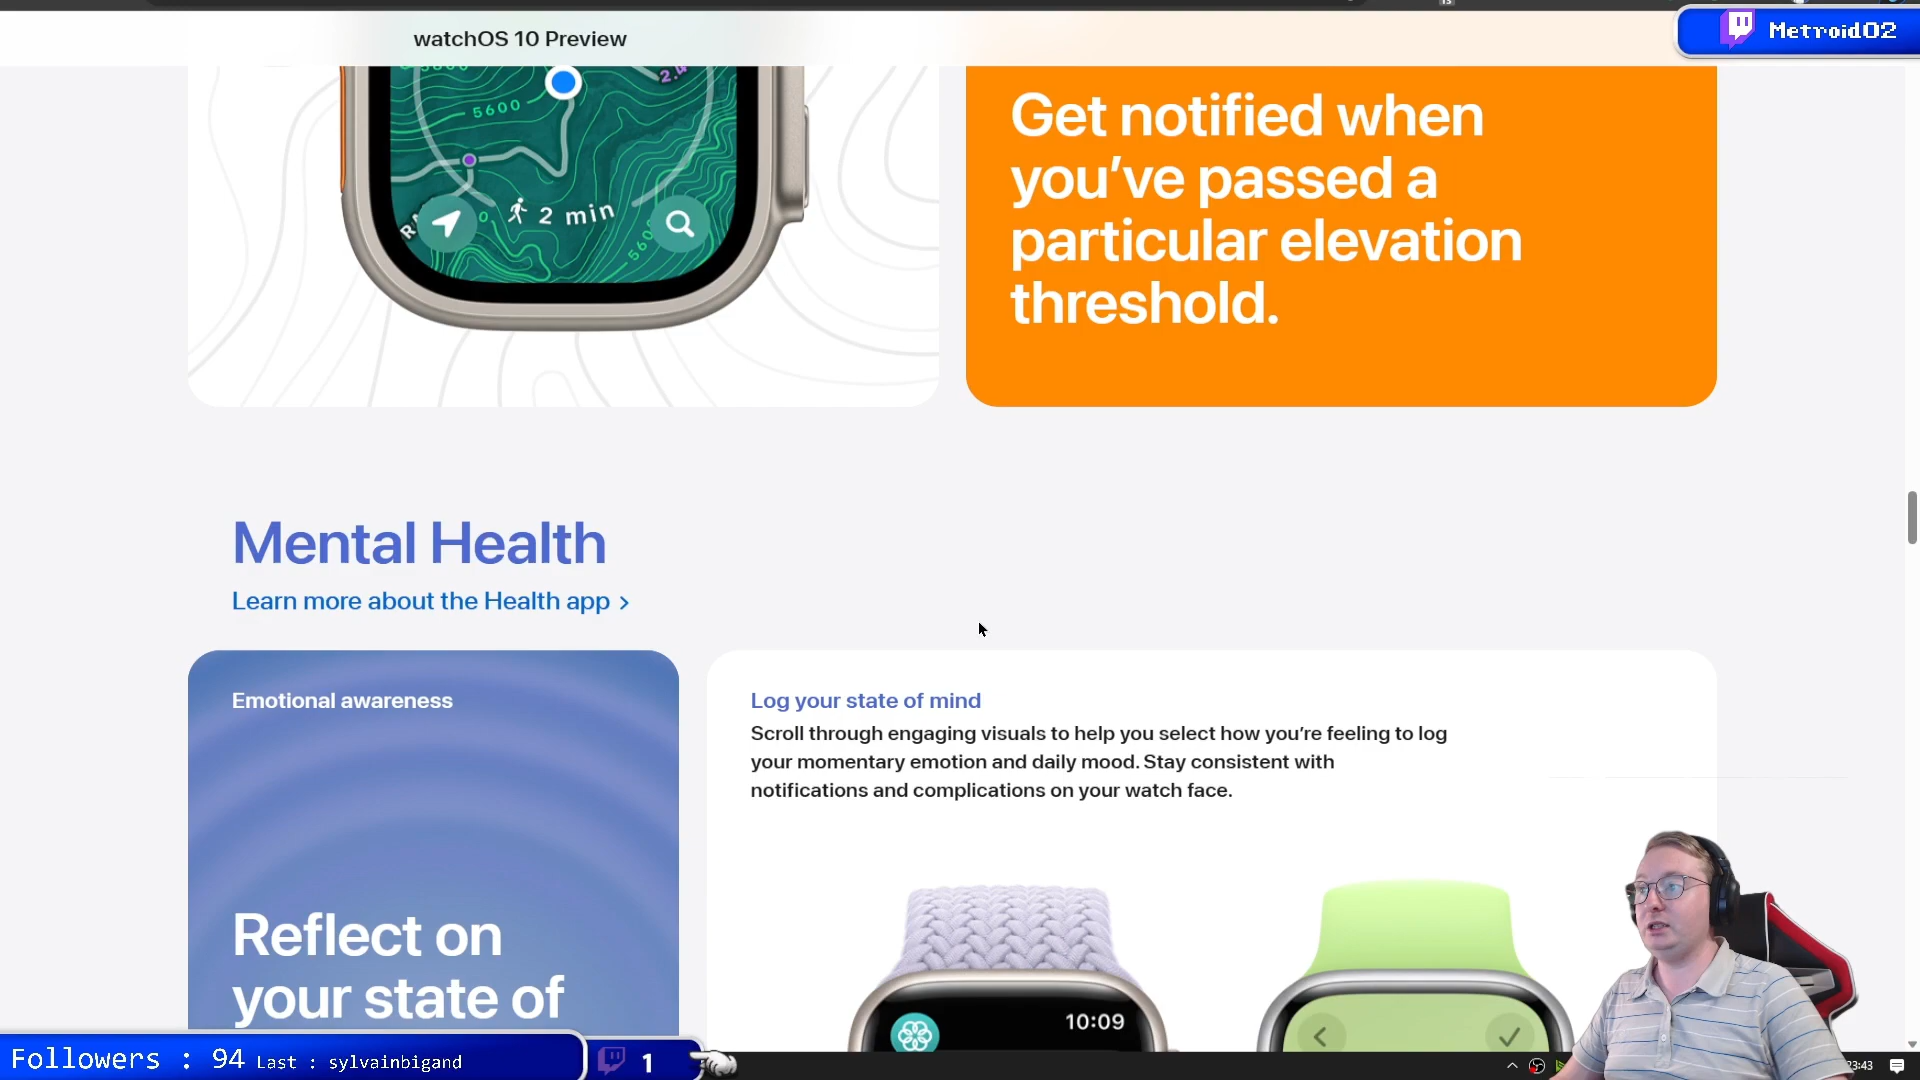 watchOS 10 Preview
Metroid02
5600
2 min
Get notified when
you've passed a
particular elevation
threshold.
Mental Health
Learn more about the Health app >
Emotional awareness
Reflect on
your state of
Log your state of mind
Scroll through engaging visuals to help you select how you're feeling to log
your momentary emotion and daily mood. Stay consistent with
notifications and complications on your watch face.
10:09
Followers : 94 Last : sylvainbigand
1
23:43